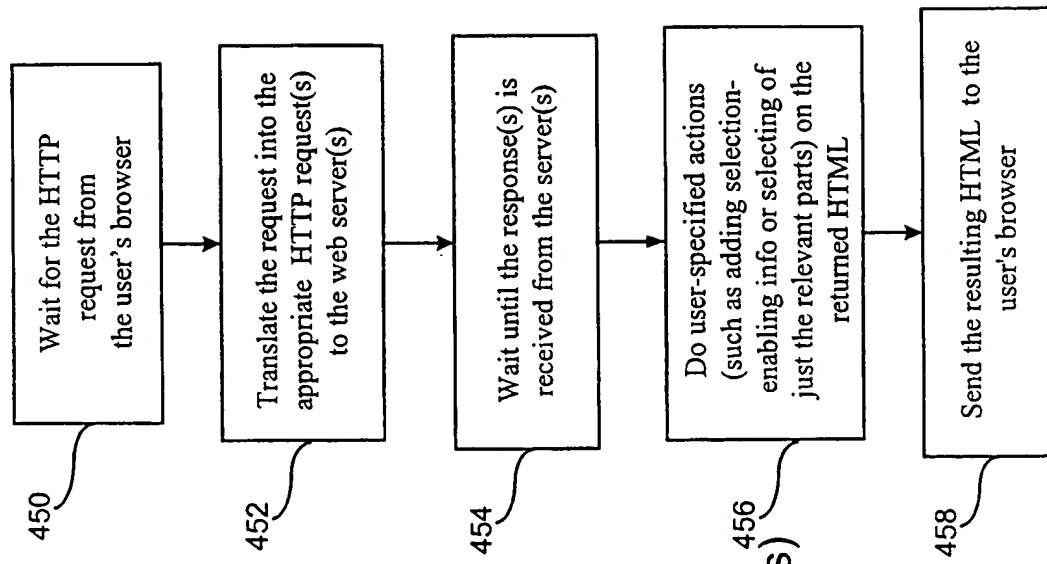 450
Wait for the HTTP
request from
the user's browser
452
Translate the request into the
appropriate HTTP request(s)
to the web server(s)
454
Wait until the response(s) is
received from the server(s)
456
Do user-specified actions
(such as adding selection-
enabling info or selecting of
just the relevant parts) on the
returned HTML
458
Send the resulting HTML to the
user's browser